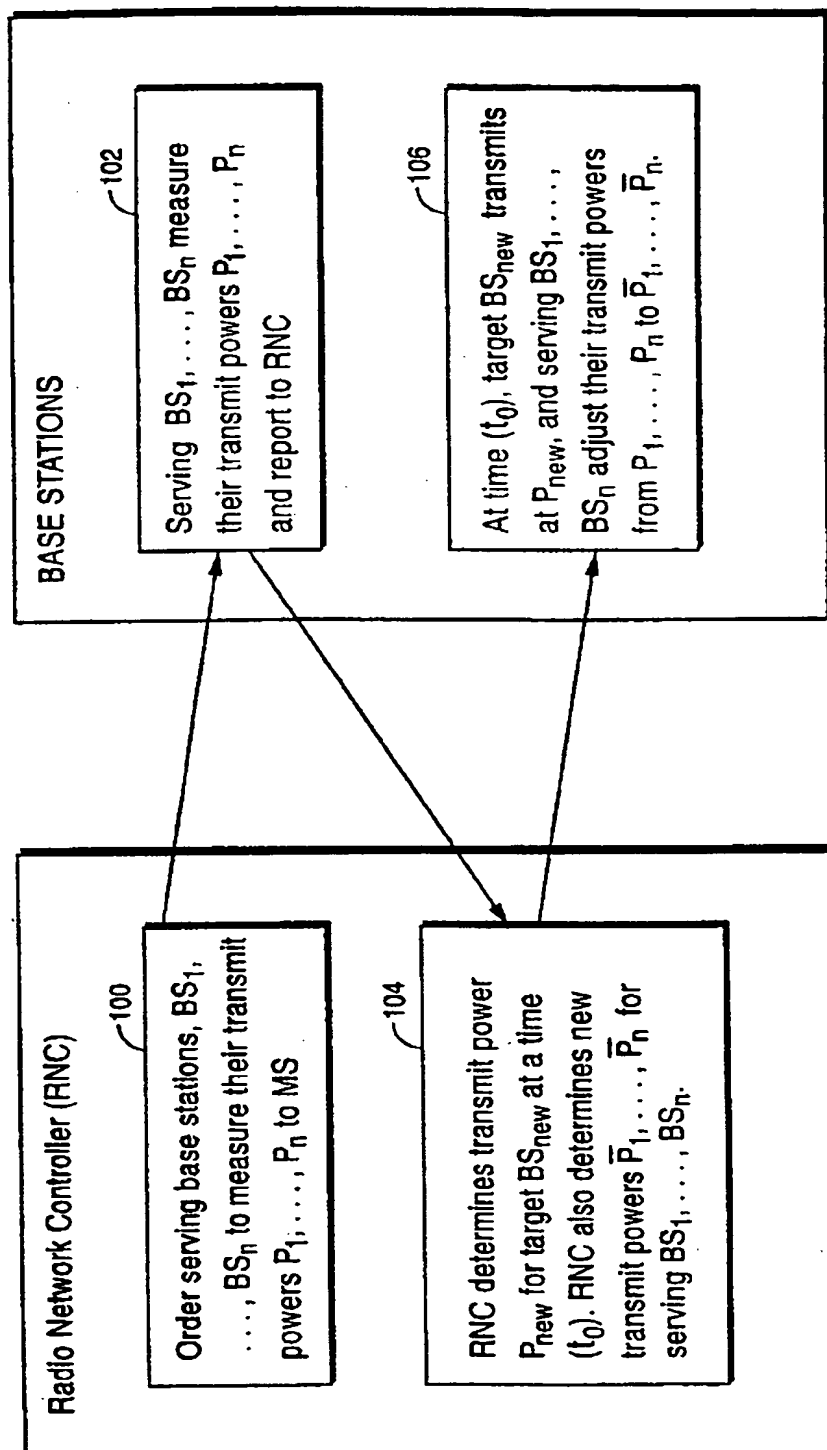 Radio Network Controller (RNC)
100
Order serving base stations, BS₁,
. . ., BSₙ to measure their transmit
powers P₁, . . ., Pₙ to MS
104
RNC determines transmit power
Pₙₑw for target BSₙₑw at a time
(t₀). RNC also determines new
transmit powers P̅₁, . . ., P̅ₙ for
serving BS₁, . . ., BSₙ.
BASE STATIONS
102
Serving BS₁, . . ., BSₙ measure
their transmit powers P₁, . . ., Pₙ
and report to RNC
106
At time (t₀), target BSₙₑw transmits
at Pₙₑw, and serving BS₁, . . .,
BSₙ adjust their transmit powers
from P₁, . . ., Pₙ to P̅₁, . . ., P̅ₙ.